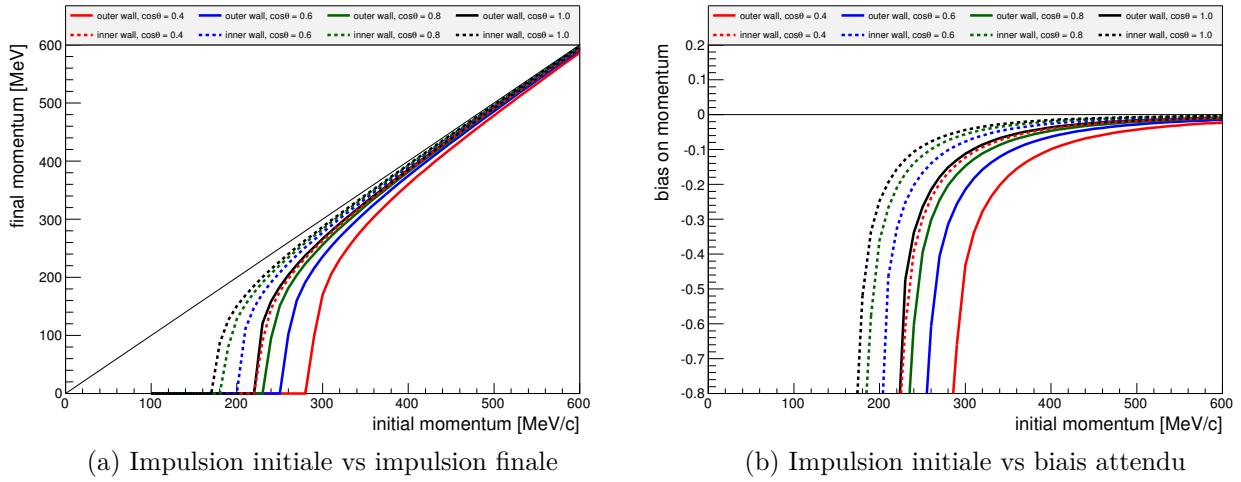 outer wall, cosθ = 0.4 outer wall, cosθ = 0.6 outer wall, cosθ = 0.8 outer wall, cosθ = 1.0
inner wall, cosθ = 0.4 inner wall, cosθ = 0.6 inner wall, cosθ = 0.8 inner wall, cosθ = 1.0
final momentum [MeV]
600
500
400
300
200
100
0
0 100 200 300 400 500 600
initial momentum [MeV/c]
(a) Impulsion initiale vs impulsion finale
outer wall, cosθ = 0.4 outer wall, cosθ = 0.6 outer wall, cosθ = 0.8 outer wall, cosθ = 1.0
inner wall, cosθ = 0.4 inner wall, cosθ = 0.6 inner wall, cosθ = 0.8 inner wall, cosθ = 1.0
bias on momentum
0.2
0.1
0
-0.1
-0.2
-0.3
-0.4
-0.5
-0.6
-0.7
-0.8
0 100 200 300 400 500 600
initial momentum [MeV/c]
(b) Impulsion initiale vs biais attendu